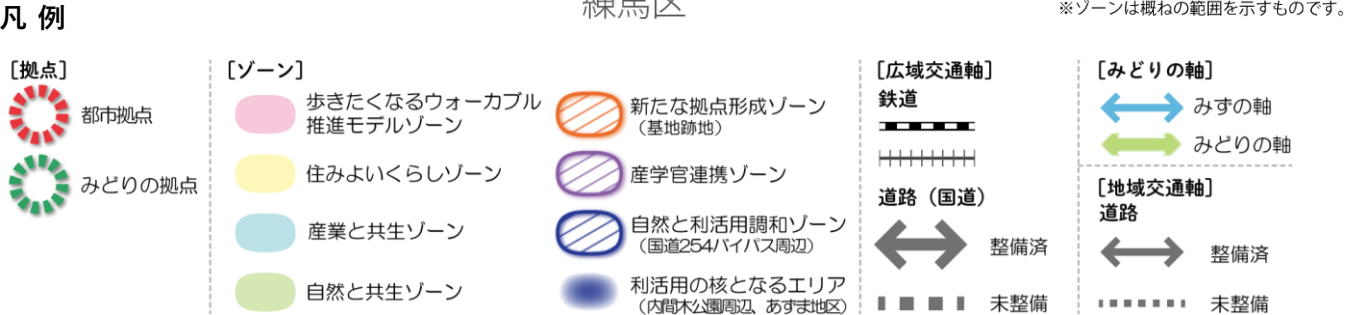 練馬区
※ゾーンは概ねの範囲を示すものです。
凡 例
[拠点]
都市拠点
みどりの拠点
[ゾーン]
歩きたくなるウォーカブル
推進モデルゾーン
住みよいくらしゾーン
産業と共生ゾーン
自然と共生ゾーン
新たな拠点形成ゾーン
（基地跡地）
産学官連携ゾーン
自然と利活用調和ゾーン
（国道254バイパス周辺）
利活用の核となるエリア
（内間木公園周辺、あずま地区）
[広域交通軸]
鉄道
道路（国道）
整備済
未整備
[みどりの軸]
みずの軸
みどりの軸
[地域交通軸]
道路
整備済
未整備